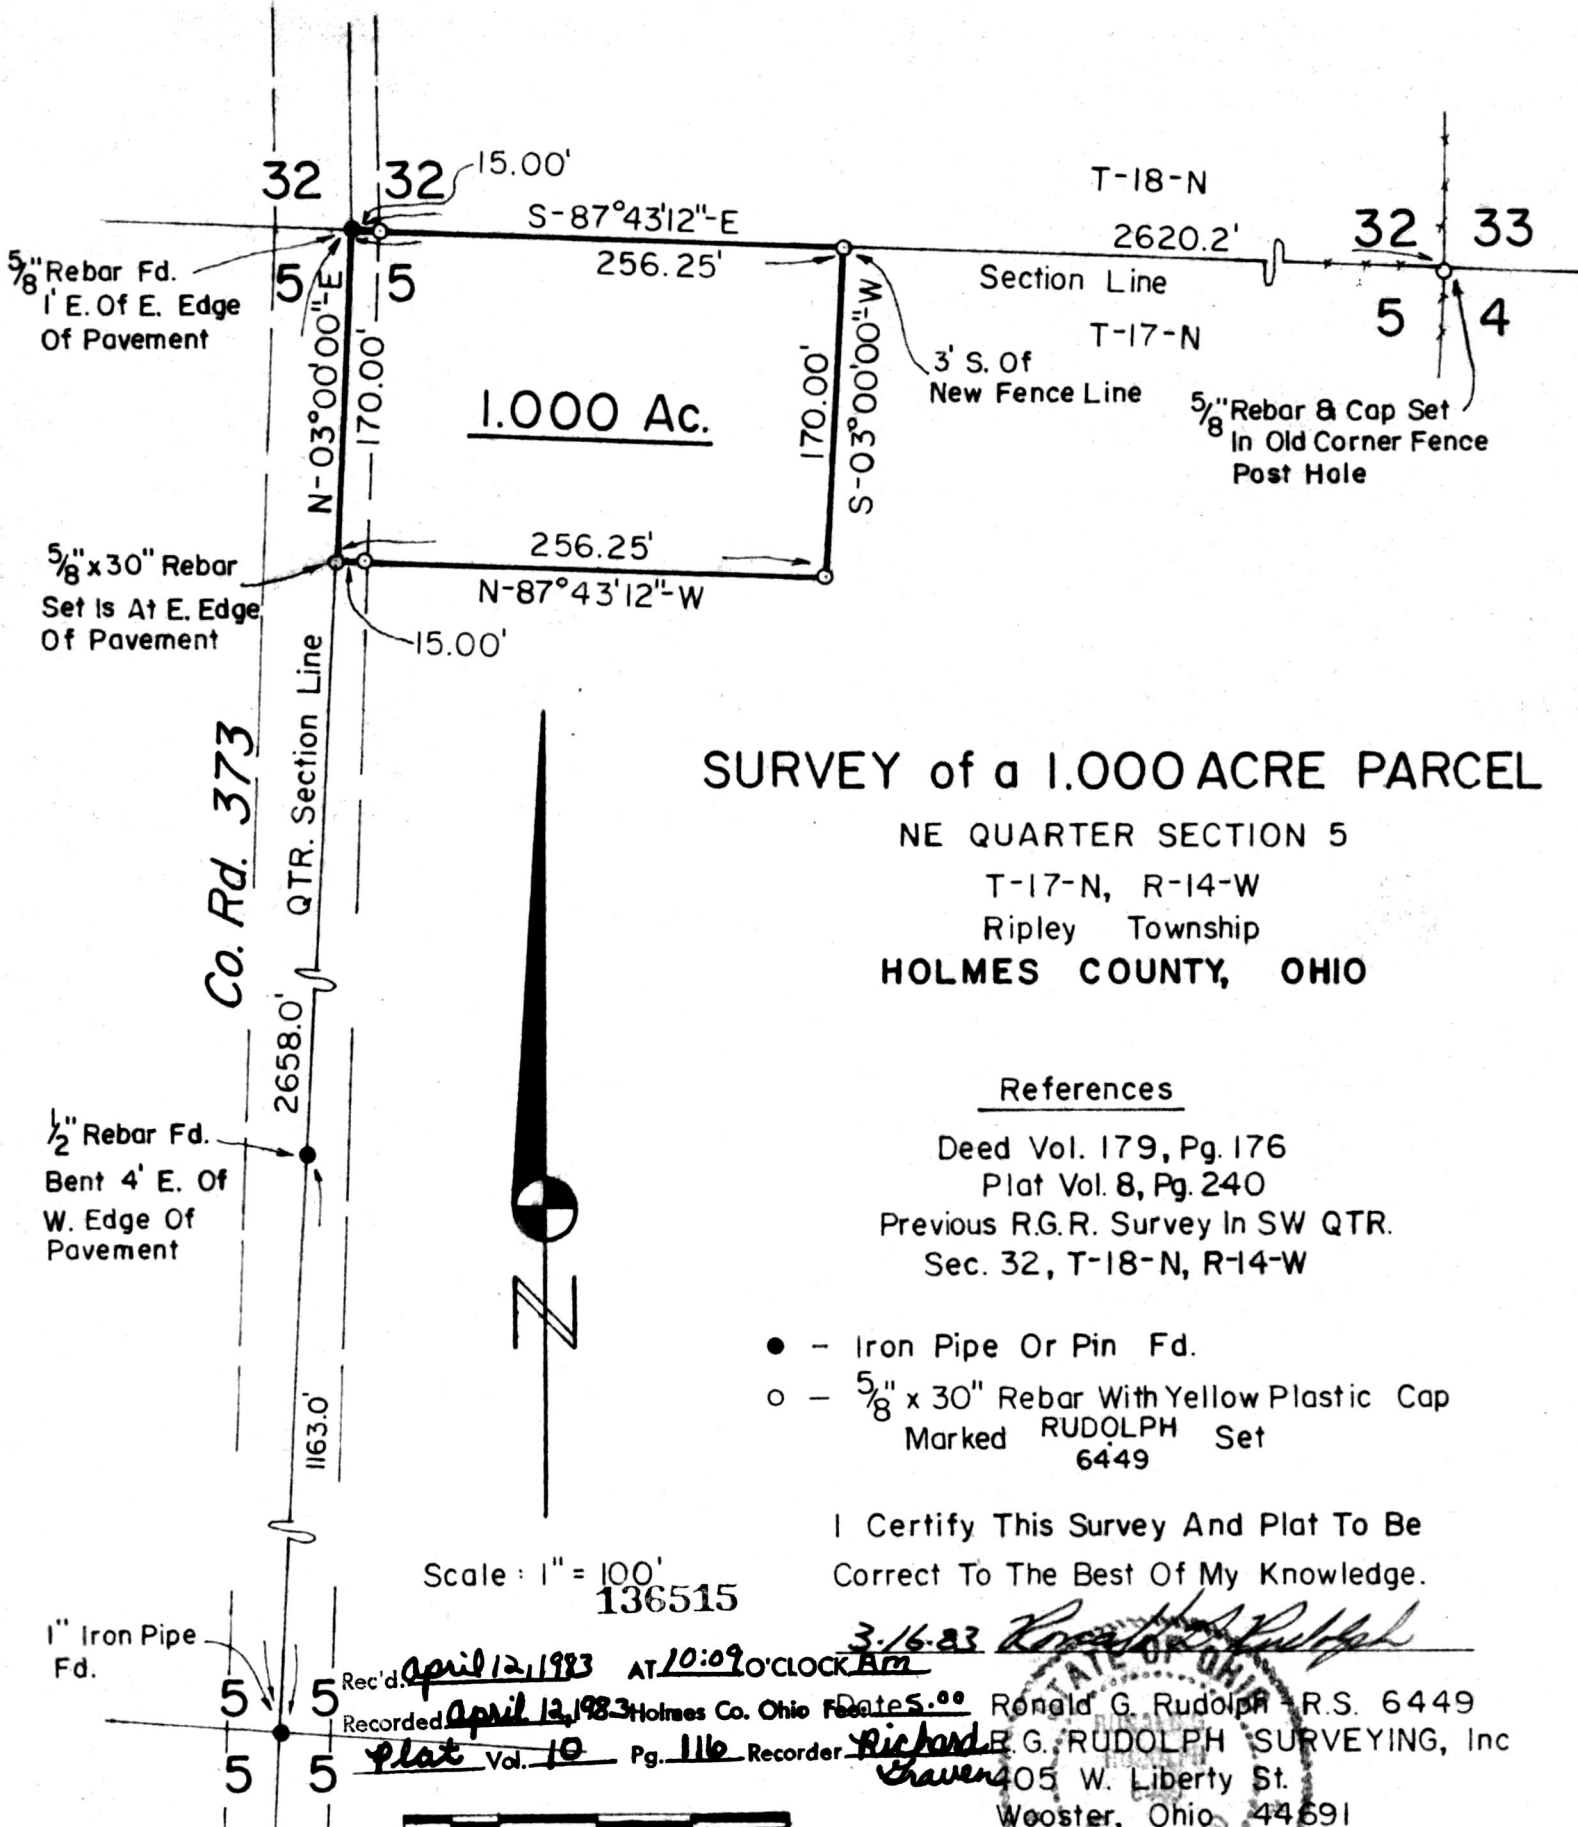 32 32 15.00'
S-87°43'12"-E
256.25'
T-18-N
2620.2'
Section Line
T-17-N
32 33
5 4
5/8" Rebar Fd.
1' E. Of E. Edge
Of Pavement
5 5
N-03°00'00"-E
170.00'
1.000 Ac.
170.00'
S-03°00'00"-W
3' S. Of
New Fence Line
5/8" Rebar & Cap Set
In Old Corner Fence
Post Hole
5/8" x 30" Rebar
Set Is At E. Edge
Of Pavement
256.25'
N-87°43'12"-W
15.00'
Co. Rd. 373
QTR. Section Line
2658.0'
SURVEY of a 1.000 ACRE PARCEL
NE QUARTER SECTION 5
T-17-N, R-14-W
Ripley Township
HOLMES COUNTY, OHIO
References
Deed Vol. 179, Pg. 176
Plat Vol. 8, Pg. 240
Previous R.G.R. Survey In SW QTR.
Sec. 32, T-18-N, R-14-W
1/2" Rebar Fd.
Bent 4' E. Of
W. Edge Of
Pavement
N
1163.0'
● - Iron Pipe Or Pin Fd.
○ - 5/8" x 30" Rebar With Yellow Plastic Cap
Marked RUDOLPH Set
6449
I Certify This Survey And Plat To Be
Correct To The Best Of My Knowledge.
Scale : 1" = 100'
136515
3-16-83 Ronald G. Rudolph
Date
Ronald G. Rudolph - R.S. 6449
R.G. RUDOLPH SURVEYING, Inc
405 W. Liberty St.
Wooster, Ohio 44691
STATE OF OHIO
1" Iron Pipe
Fd.
5 5
5 5
Rec'd. April 12, 1983 AT 10:09 O'CLOCK Am
Recorded April 12, 1983 Holmes Co. Ohio Fee 5.00
Plat Vol. 10 Pg. 116 Recorder Richard
Graven